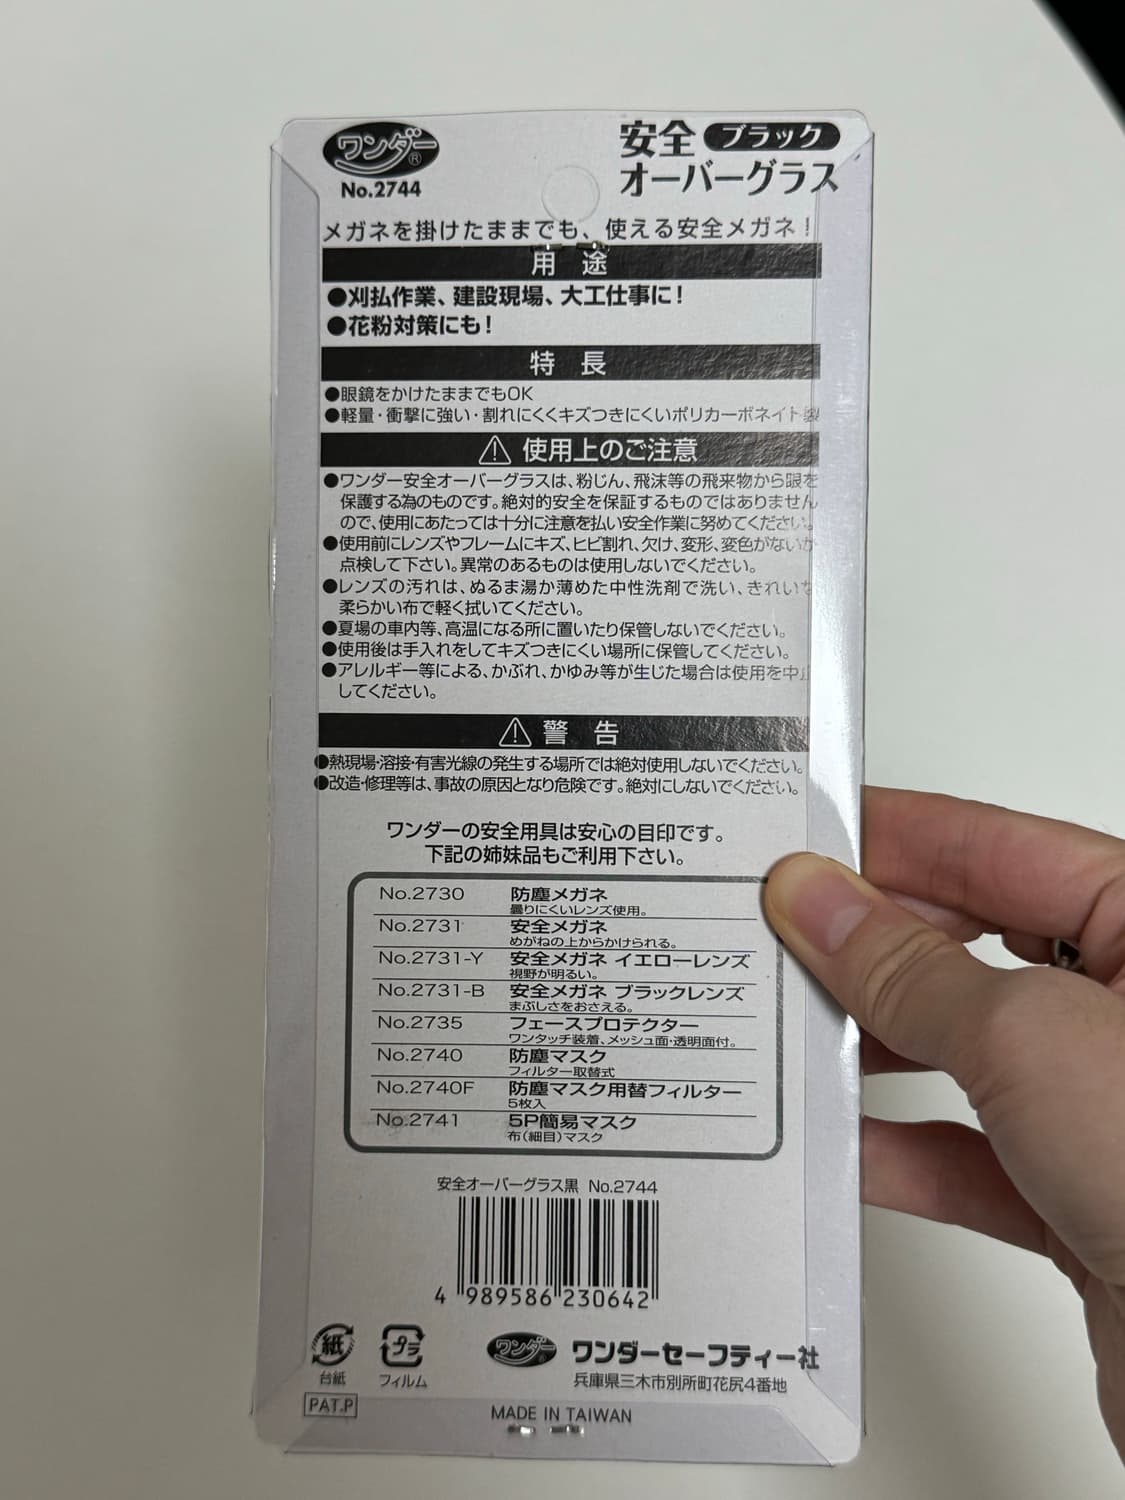 ワンダー®
No.2744
安全 ブラック
オーバーグラス
メガネを掛けたままでも、使える安全メガネ!
用 途
●刈払作業、建設現場、大工仕事に!
●花粉対策にも!
特 長
●眼鏡をかけたままでもOK
●軽量・衝撃に強い・割れにくくキズつきにくいポリカーボネイト製
⚠ 使用上のご注意
●ワンダー安全オーバーグラスは、粉じん、飛沫等の飛来物から眼を
保護する為のものです。絶対的安全を保証するものではありません
ので、使用にあたっては十分に注意を払い安全作業に努めてください。
●使用前にレンズやフレームにキズ、ヒビ割れ、欠け、変形、変色がないか
点検して下さい。異常のあるものは使用しないでください。
●レンズの汚れは、ぬるま湯か薄めた中性洗剤で洗い、きれいな
柔らかい布で軽く拭いてください。
●夏場の車内等、高温になる所に置いたり保管しないでください。
●使用後は手入れをしてキズつきにくい場所に保管してください。
●アレルギー等による、かぶれ、かゆみ等が生じた場合は使用を中止
してください。
⚠ 警 告
●熱現場・溶接・有害光線の発生する場所では絶対使用しないでください。
●改造・修理等は、事故の原因となり危険です。絶対にしないでください。
ワンダーの安全用具は安心の目印です。
下記の姉妹品もご利用下さい。
No.2730 防塵メガネ
曇りにくいレンズ使用。
No.2731 安全メガネ
めがねの上からかけられる。
No.2731-Y 安全メガネ イエローレンズ
視野が明るい。
No.2731-B 安全メガネ ブラックレンズ
まぶしさをおさえる。
No.2735 フェースプロテクター
ワンタッチ装着、メッシュ面・透明面付。
No.2740 防塵マスク
フィルター取替式
No.2740F 防塵マスク用替フィルター
5枚入
No.2741 5P簡易マスク
布(細目)マスク
安全オーバーグラス黒 No.2744
4 989586 230642
紙
台紙
プラ
フィルム
ワンダー® ワンダーセーフティー社
兵庫県三木市別所町花尻4番地
PAT.P
MADE IN TAIWAN